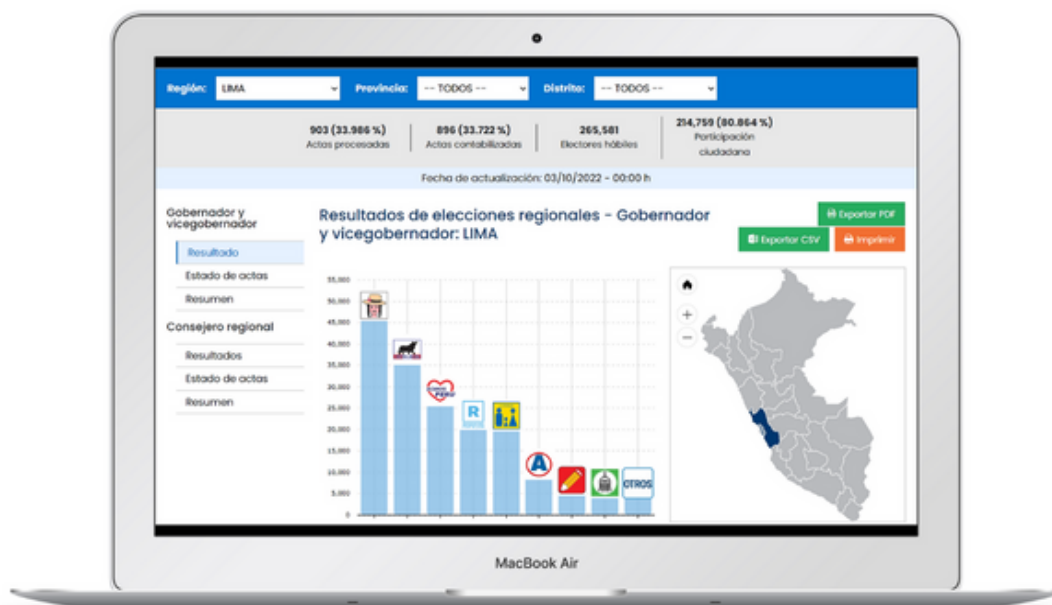 Región: LIMA Provincia: -- TODOS -- Distrito: -- TODOS --
903 (33.986 %) 896 (33.722 %) 265,581 214,759 (80.864 %)
Actas procesadas Actas contabilizadas Electores hábiles Participación
ciudadana
Fecha de actualización: 03/10/2022 - 00:00 h
Gobernador y
vicegobernador
Resultado
Estado de actas
Resumen
Consejero regional
Resultados
Estado de actas
Resumen
Resultados de elecciones regionales - Gobernador
y vicegobernador: LIMA
Exportar PDF
Exportar CSV Imprimir
55,000
50,000
45,000
40,000
35,000
30,000
25,000
20,000
15,000
10,000
5,000
0
PERÚ
R
A
OTROS
MacBook Air